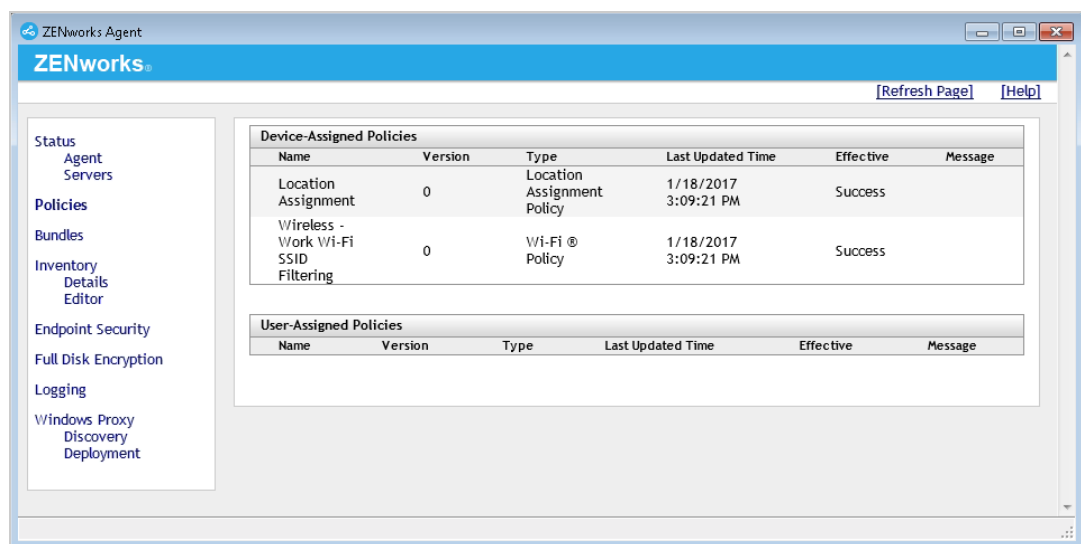 ZENworks Agent
ZENworks®
[Refresh Page] [Help]
Status
Agent
Servers
Policies
Bundles
Inventory
Details
Editor
Endpoint Security
Full Disk Encryption
Logging
Windows Proxy
Discovery
Deployment
Device-Assigned Policies
Name Version Type Last Updated Time Effective Message
Location
Assignment
0
Location
Assignment
Policy
1/18/2017
3:09:21 PM
Success
Wireless -
Work Wi-Fi
SSID
Filtering
0
Wi-Fi ®
Policy
1/18/2017
3:09:21 PM
Success
User-Assigned Policies
Name Version Type Last Updated Time Effective Message